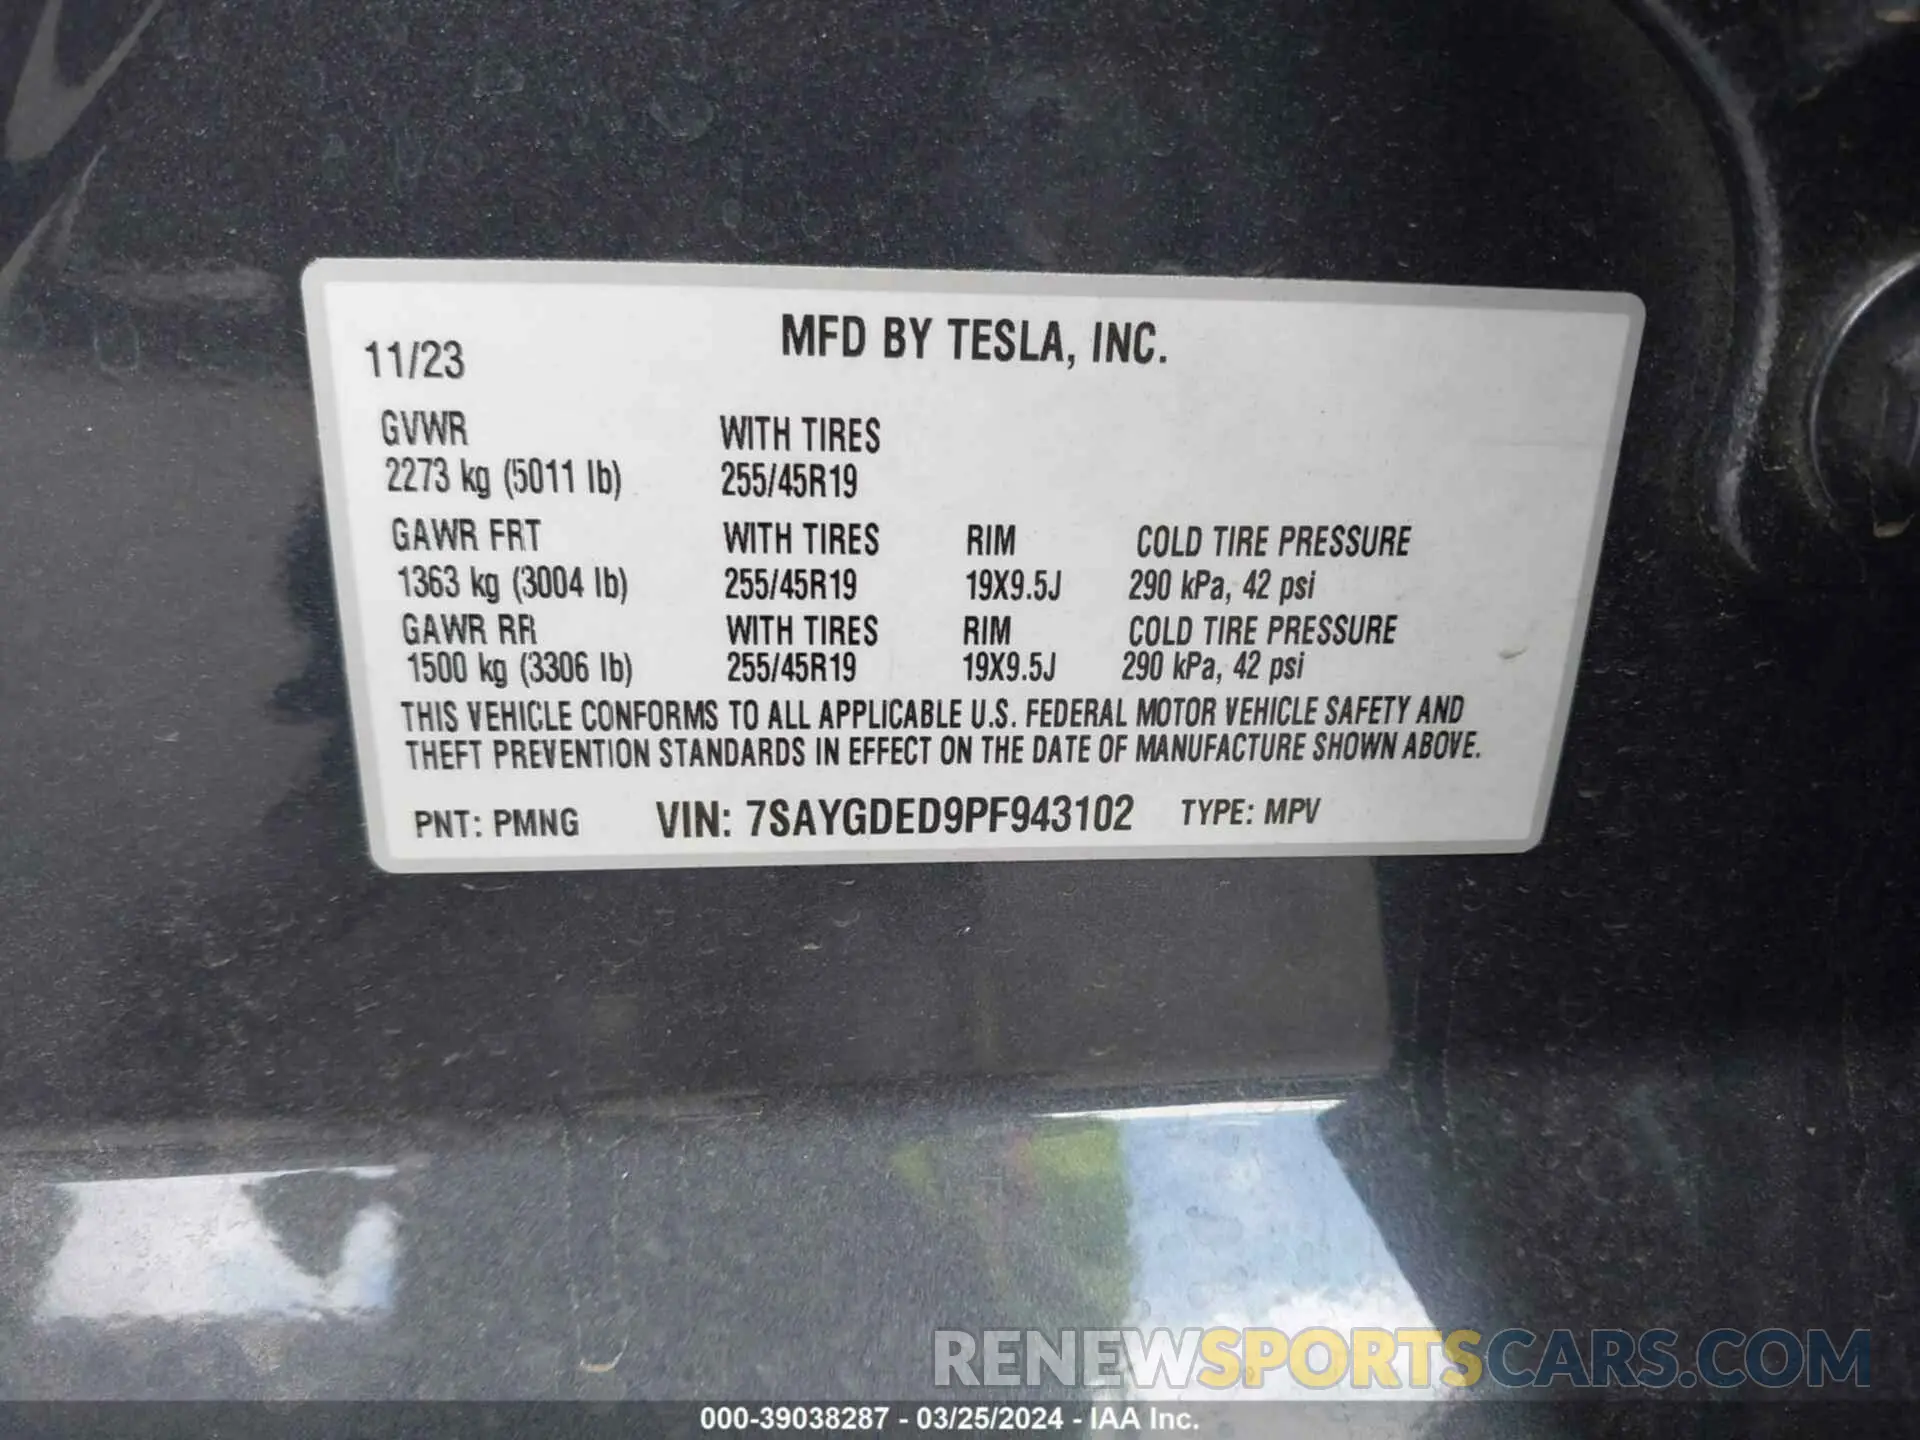 11/23 MFD BY TESLA, INC.
GVWR WITH TIRES
2273 kg (5011 lb) 255/45R19
GAWR FRT WITH TIRES RIM COLD TIRE PRESSURE
1363 kg (3004 lb) 255/45R19 19X9.5J 290 kPa, 42 psi
GAWR RR WITH TIRES RIM COLD TIRE PRESSURE
1500 kg (3306 lb) 255/45R19 19X9.5J 290 kPa, 42 psi
THIS VEHICLE CONFORMS TO ALL APPLICABLE U.S. FEDERAL MOTOR VEHICLE SAFETY AND
THEFT PREVENTION STANDARDS IN EFFECT ON THE DATE OF MANUFACTURE SHOWN ABOVE.
PNT: PMNG VIN: 7SAYGDED9PF943102 TYPE: MPV
RENEWSPORTSCARS.COM
000-39038287 - 03/25/2024 - IAA Inc.